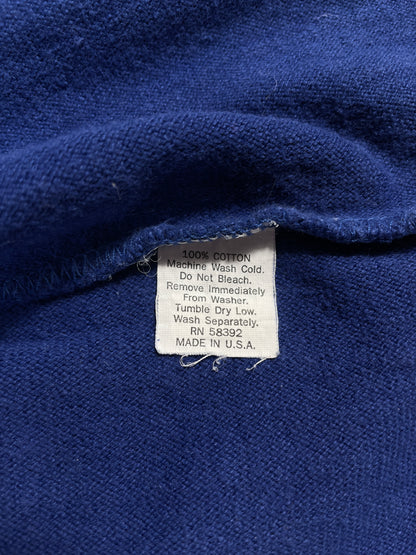 100% COTTON
Machine Wash Cold.
Do Not Bleach.
Remove Immediately
From Washer.
Tumble Dry Low.
Wash Separately.
RN 58392
MADE IN U.S.A.